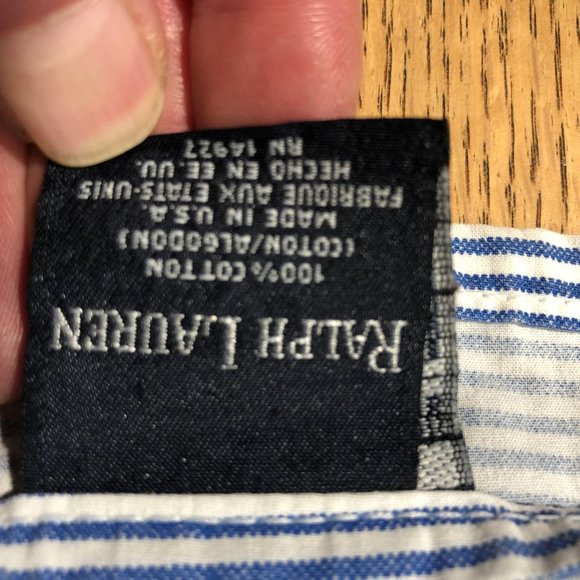 RALPH LAUREN
100% COTTON
(COTON/ALGODON)
MADE IN U.S.A.
FABRIQUE AUX ETATS-UNIS
HECHO EN EE. UU.
RN 14927